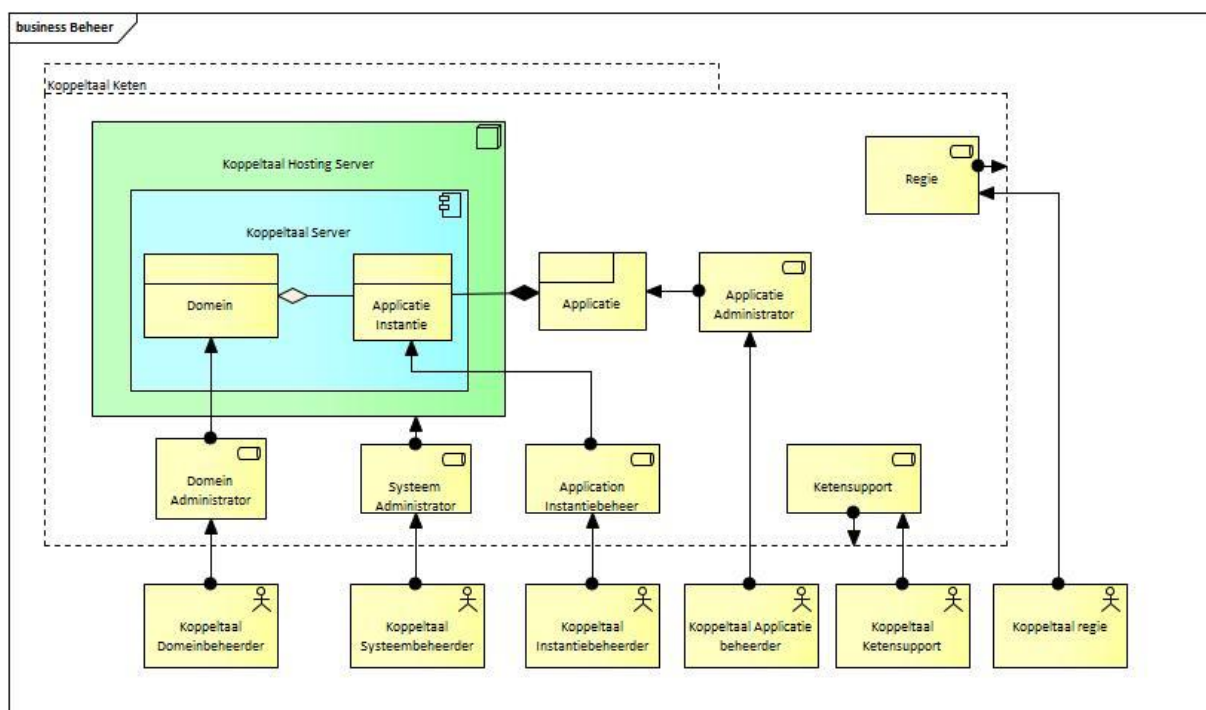 business Beheer
Koppeltaal Keten
Koppeltaal Hosting Server
Regie
Koppeltaal Server
Domein
Applicatie
Instantie
Applicatie
Applicatie
Administrator
Domein
Administrator
Systeem
Administrator
Application
Instantiebeheer
Ketensupport
Koppeltaal
Domeinbeheerder
Koppeltaal
Systeembeheerder
Koppeltaal
Instantiebeheerder
Koppeltaal Applicatie
beheerder
Koppeltaal
Ketensupport
Koppeltaal regie